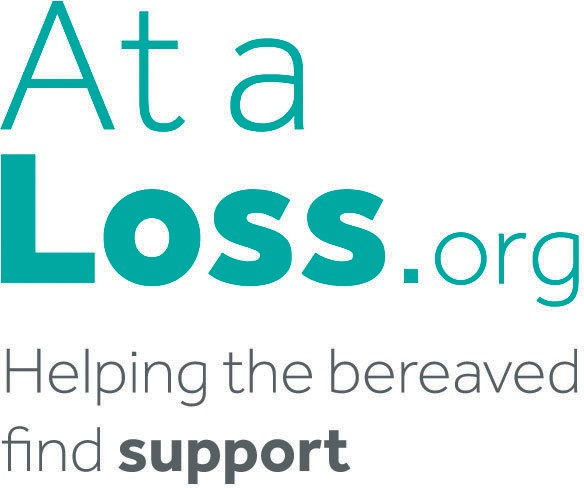 At a
Loss.org
Helping the bereaved
find support